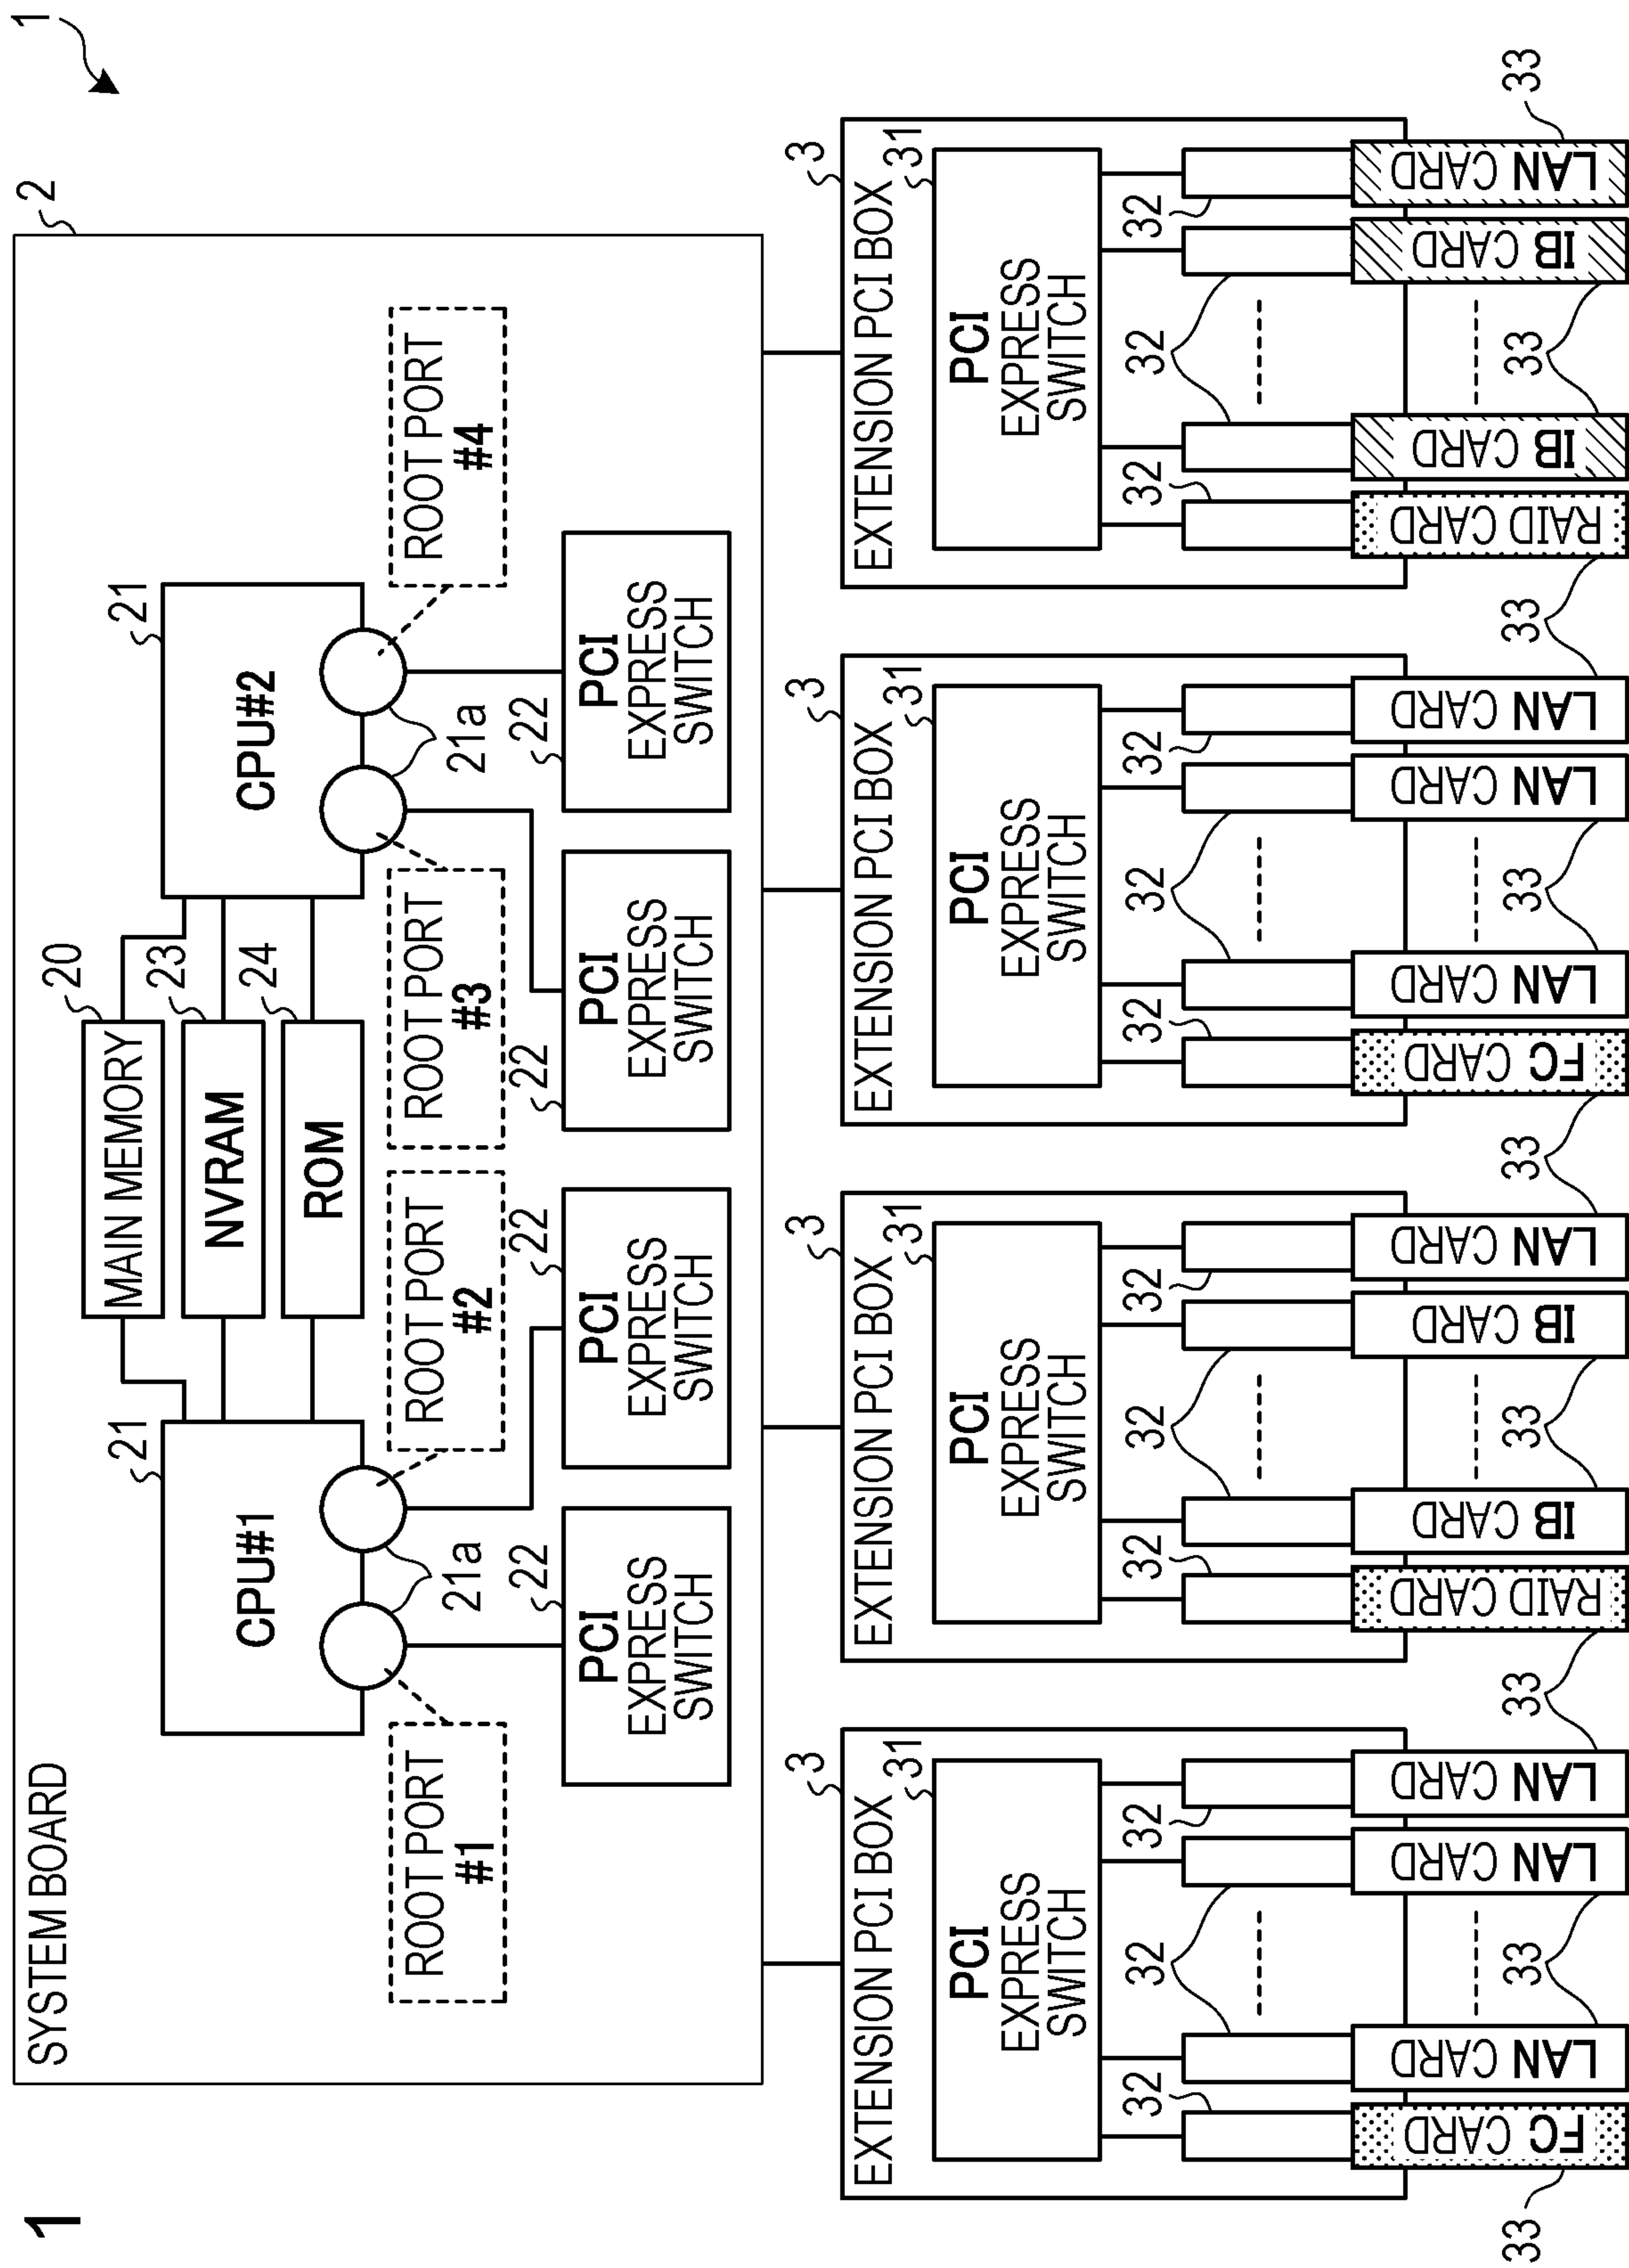 1
1
SYSTEM BOARD
2
MAIN MEMORY
20
NVRAM
23
ROM
24
CPU#1
21
CPU#2
21
21a
21a
ROOT PORT
#1
ROOT PORT
#2
ROOT PORT
#3
ROOT PORT
#4
PCI
EXPRESS
SWITCH
22
PCI
EXPRESS
SWITCH
22
PCI
EXPRESS
SWITCH
22
PCI
EXPRESS
SWITCH
22
EXTENSION PCI BOX
3
PCI
EXPRESS
SWITCH
31
32
32
32
FC CARD
LAN CARD
LAN CARD
LAN CARD
33
33
33
EXTENSION PCI BOX
3
PCI
EXPRESS
SWITCH
31
32
32
32
RAID CARD
IB CARD
IB CARD
LAN CARD
33
33
EXTENSION PCI BOX
3
PCI
EXPRESS
SWITCH
31
32
32
32
FC CARD
LAN CARD
LAN CARD
LAN CARD
33
33
EXTENSION PCI BOX
3
PCI
EXPRESS
SWITCH
31
32
32
32
RAID CARD
IB CARD
IB CARD
LAN CARD
33
33